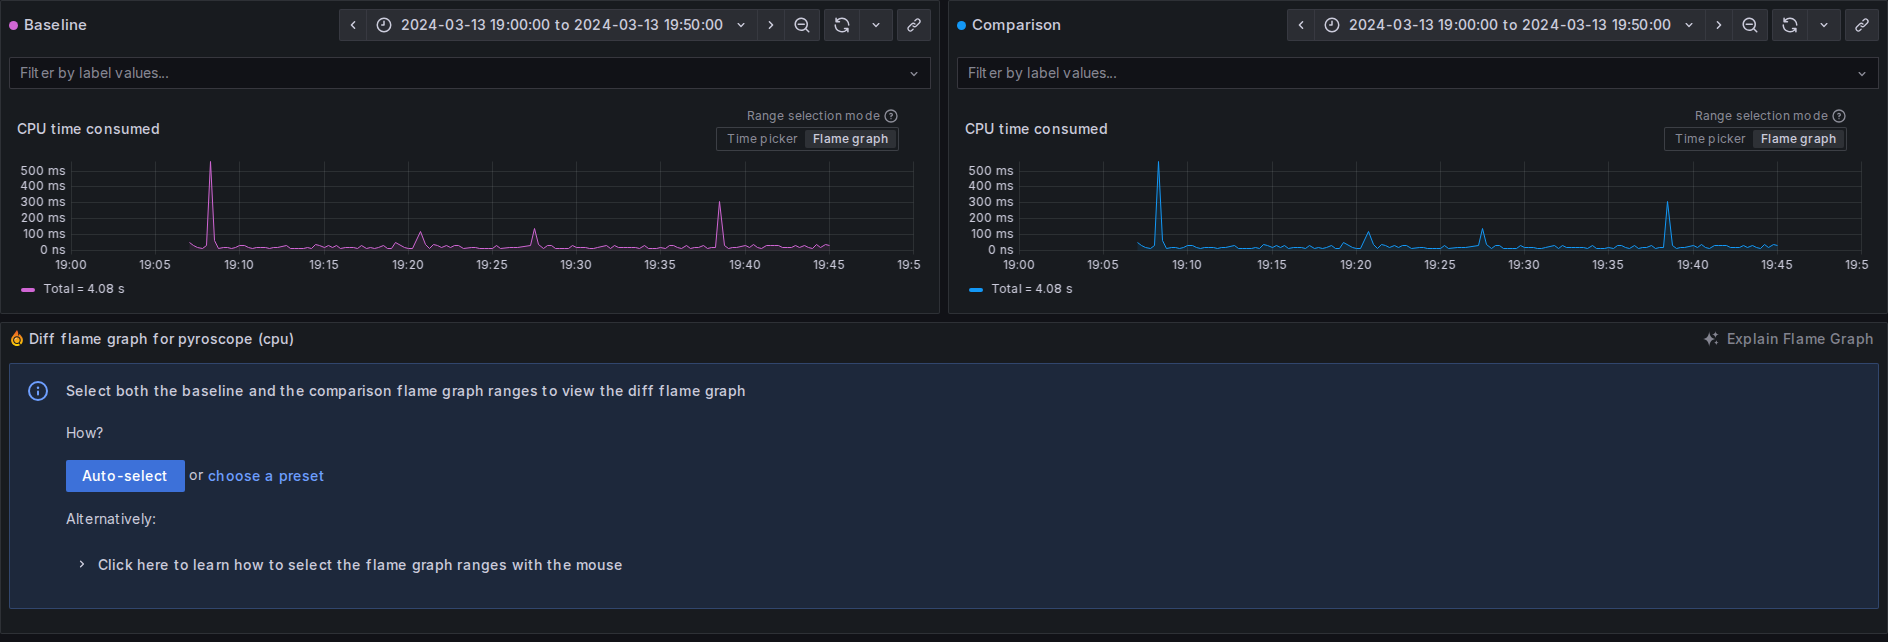 Baseline
2024-03-13 19:00:00 to 2024-03-13 19:50:00
Filter by label values...
CPU time consumed
Range selection mode
Time picker
Flame graph
500 ms
400 ms
300 ms
200 ms
100 ms
0 ns
19:00
19:05
19:10
19:15
19:20
19:25
19:30
19:35
19:40
19:45
19:5
Total = 4.08 s
Comparison
2024-03-13 19:00:00 to 2024-03-13 19:50:00
Filter by label values...
CPU time consumed
Range selection mode
Time picker
Flame graph
500 ms
400 ms
300 ms
200 ms
100 ms
0 ns
19:00
19:05
19:10
19:15
19:20
19:25
19:30
19:35
19:40
19:45
19:5
Total = 4.08 s
Diff flame graph for pyroscope (cpu)
Explain Flame Graph
Select both the baseline and the comparison flame graph ranges to view the diff flame graph
How?
Auto-select or choose a preset
Alternatively:
Click here to learn how to select the flame graph ranges with the mouse